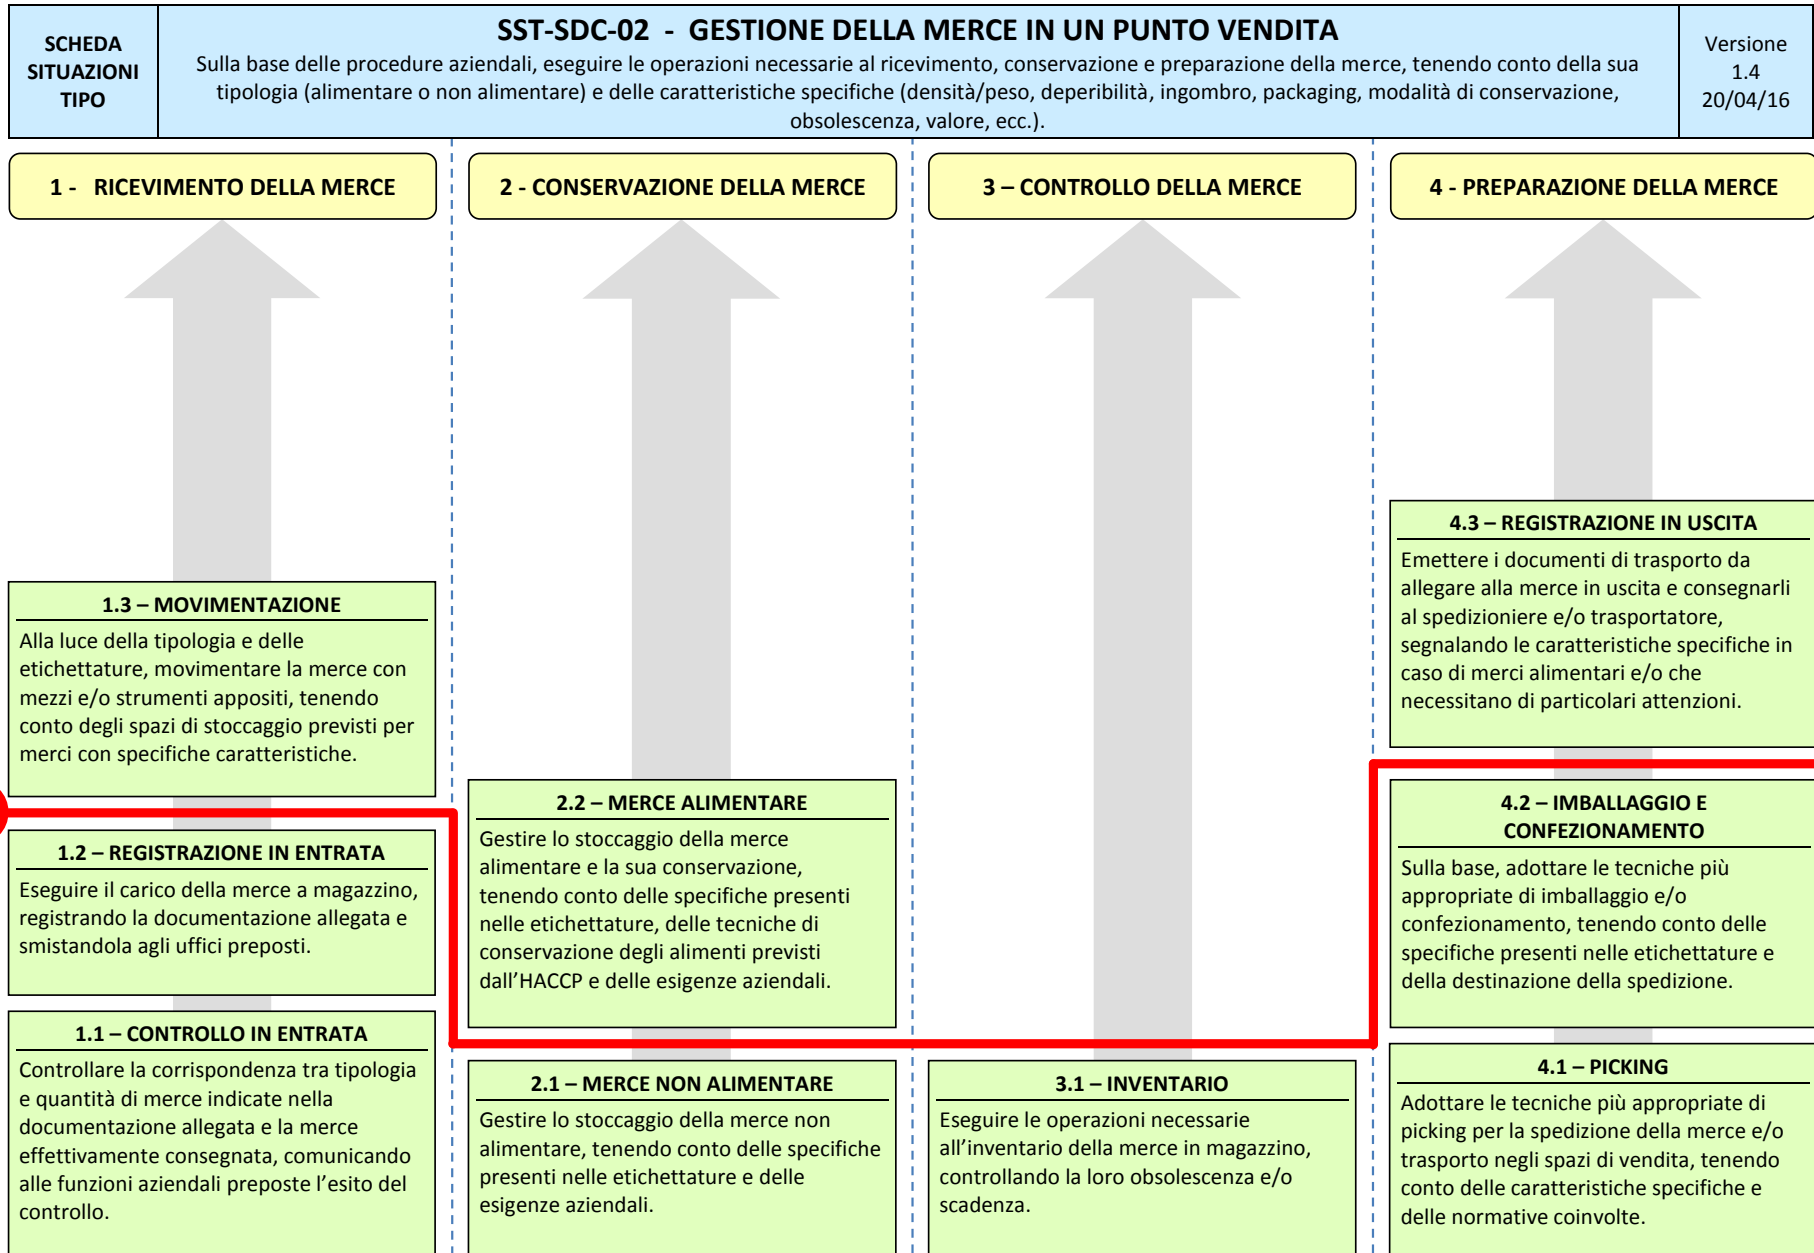 SCHEDA
SITUAZIONI
TIPO
SST-SDC-02 - GESTIONE DELLA MERCE IN UN PUNTO VENDITA
Sulla base delle procedure aziendali, eseguire le operazioni necessarie al ricevimento, conservazione e preparazione della merce, tenendo conto della sua
tipologia (alimentare o non alimentare) e delle caratteristiche specifiche (densità/peso, deperibilità, ingombro, packaging, modalità di conservazione,
obsolescenza, valore, ecc.).
Versione
1.4
20/04/16
1 - RICEVIMENTO DELLA MERCE
1.3 – MOVIMENTAZIONE
Alla luce della tipologia e delle
etichettature, movimentare la merce con
mezzi e/o strumenti appositi, tenendo
conto degli spazi di stoccaggio previsti per
merci con specifiche caratteristiche.
1.2 – REGISTRAZIONE IN ENTRATA
Eseguire il carico della merce a magazzino,
registrando la documentazione allegata e
smistandola agli uffici preposti.
1.1 – CONTROLLO IN ENTRATA
Controllare la corrispondenza tra tipologia
e quantità di merce indicate nella
documentazione allegata e la merce
effettivamente consegnata, comunicando
alle funzioni aziendali preposte l'esito del
controllo.
2 - CONSERVAZIONE DELLA MERCE
2.2 – MERCE ALIMENTARE
Gestire lo stoccaggio della merce
alimentare e la sua conservazione,
tenendo conto delle specifiche presenti
nelle etichettature, delle tecniche di
conservazione degli alimenti previsti
dall'HACCP e delle esigenze aziendali.
2.1 – MERCE NON ALIMENTARE
Gestire lo stoccaggio della merce non
alimentare, tenendo conto delle specifiche
presenti nelle etichettature e delle
esigenze aziendali.
3 – CONTROLLO DELLA MERCE
3.1 – INVENTARIO
Eseguire le operazioni necessarie
all'inventario della merce in magazzino,
controllando la loro obsolescenza e/o
scadenza.
4 - PREPARAZIONE DELLA MERCE
4.3 – REGISTRAZIONE IN USCITA
Emettere i documenti di trasporto da
allegare alla merce in uscita e consegnarli
al spedizioniere e/o trasportatore,
segnalando le caratteristiche specifiche in
caso di merci alimentari e/o che
necessitano di particolari attenzioni.
4.2 – IMBALLAGGIO E
CONFEZIONAMENTO
Sulla base, adottare le tecniche più
appropriate di imballaggio e/o
confezionamento, tenendo conto delle
specifiche presenti nelle etichettature e
della destinazione della spedizione.
4.1 – PICKING
Adottare le tecniche più appropriate di
picking per la spedizione della merce e/o
trasporto negli spazi di vendita, tenendo
conto delle caratteristiche specifiche e
delle normative coinvolte.